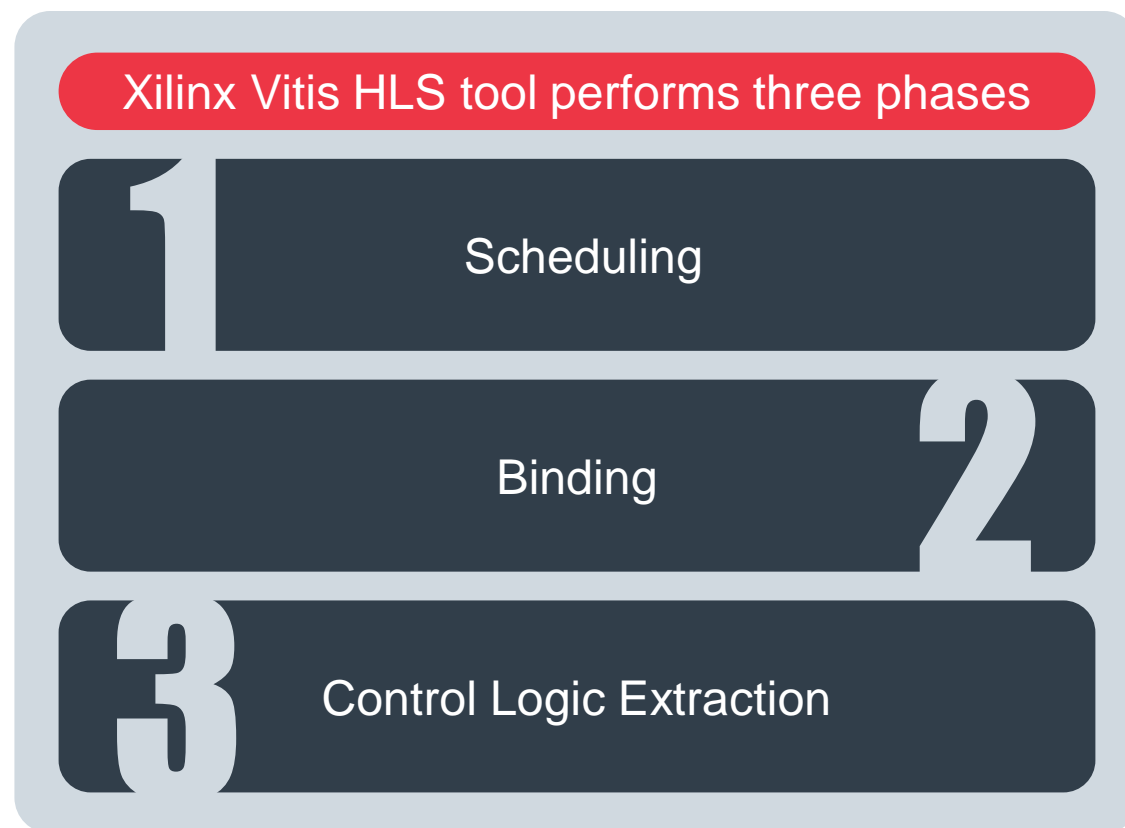 Xilinx Vitis HLS tool performs three phases
1
Scheduling
Binding
2
3
Control Logic Extraction